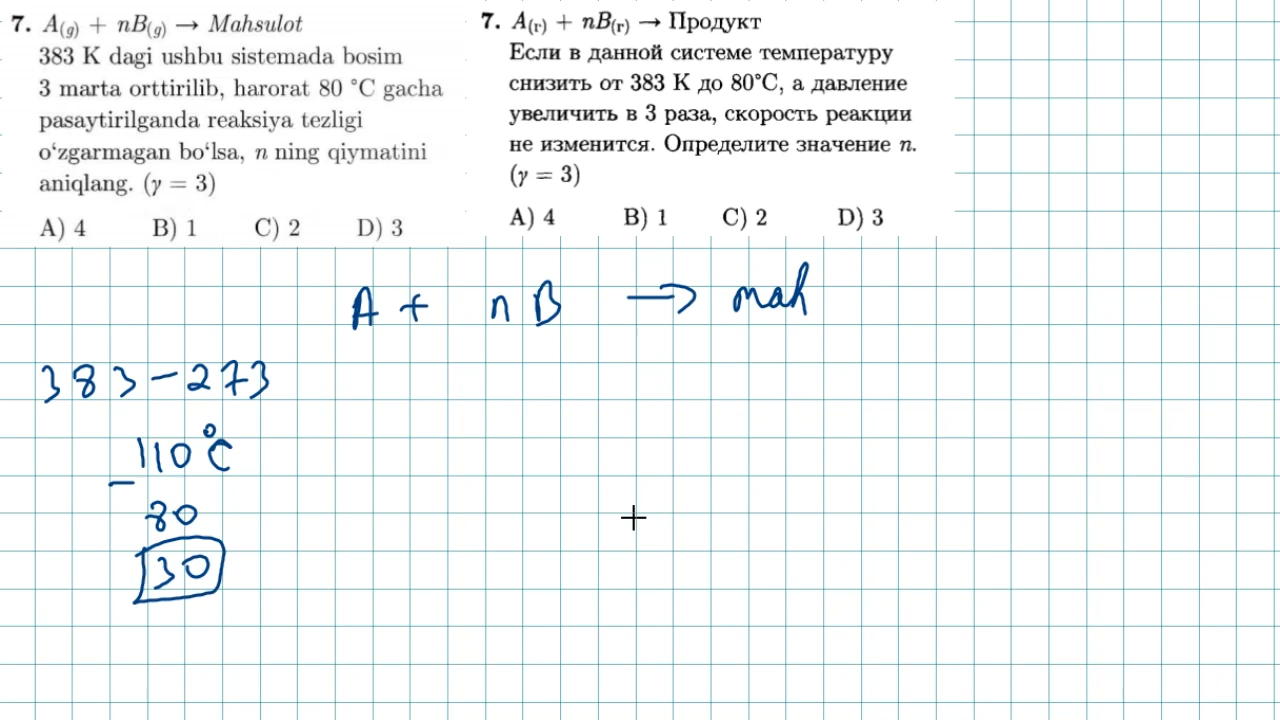 7. A(g) + nB(g) → Mahsulot
383 K dagi ushbu sistemada bosim
3 marta orttirilib, harorat 80 °C gacha
pasaytirilganda reaksiya tezligi
o‘zgarmagan bo‘lsa, n ning qiymatini
aniqlang. (γ = 3)
A) 4 B) 1 C) 2 D) 3
7. A(г) + nB(г) → Продукт
Если в данной системе температуру
снизить от 383 К до 80°C, а давление
увеличить в 3 раза, скорость реакции
не изменится. Определите значение n.
(γ = 3)
A) 4 B) 1 C) 2 D) 3
A + nB → mah
383 - 273
110°C
- 80
30